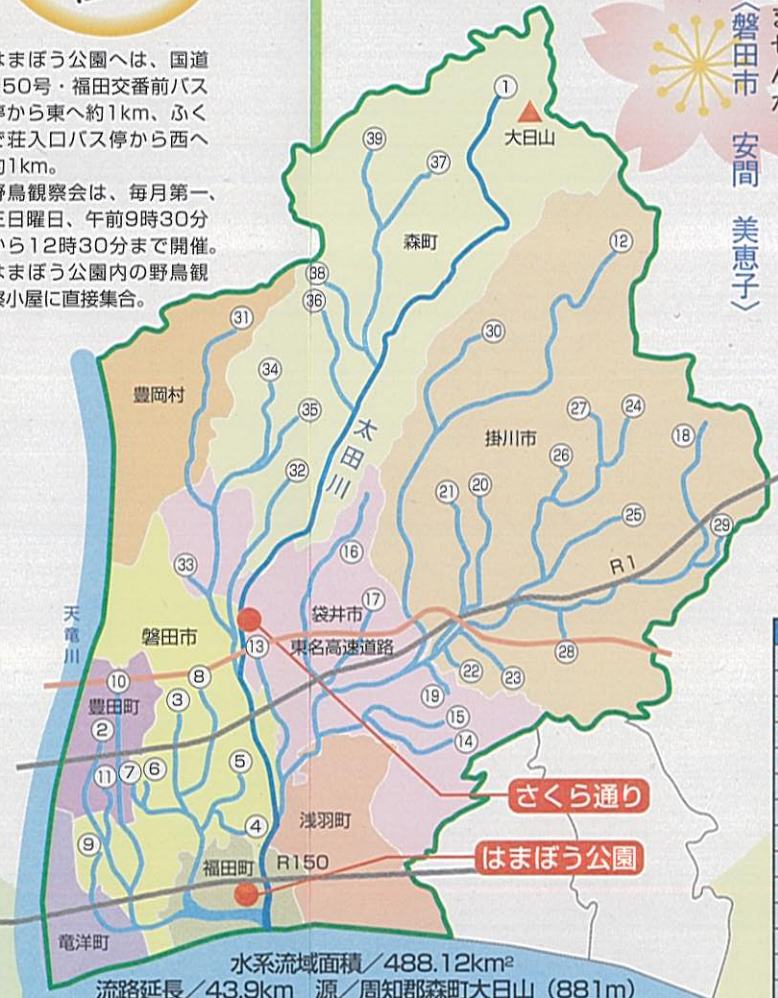 はまぼう公園へは、国道
150号・福田交番前バス
停から東へ約1km、ふく
で荘入口バス停から西へ
約1km。
野鳥観察会は、毎月第一、
三日曜日、午前9時30分
から12時30分まで開催。
はまぼう公園内の野鳥観
察小屋に直接集合。
〈磐田市 安間 美恵子〉
①
大日山
㊴
㊲
森町
⑫
㊳
㊱
㉛
㉚
豊岡村
㉞
㉟
太田川
掛川市
㉗
㉔
⑱
㉖
㉜
㉑
⑳
㉕
㉙
⑯
R1
㉝
⑰
天竜川
袋井市
磐田市
⑬
東名高速道路
㉘
⑩
⑧
③
㉒
㉓
豊田町
⑲
②
⑮
⑭
⑪
⑦
⑥
⑤
さくら通り
④
浅羽町
⑨
福田町
R150
はまぼう公園
竜洋町
水系流域面積/488.12km²
流路延長/43.9km 源/周知郡森町大日山(881m)